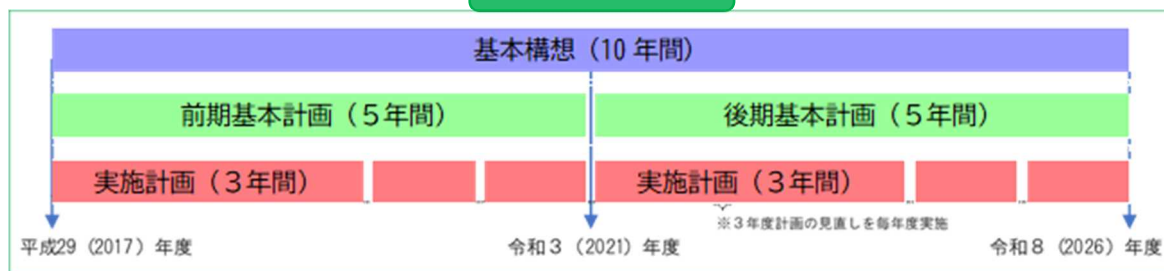 基本構想（10 年間）
前期基本計画（５年間）
後期基本計画（５年間）
実施計画（３年間）
実施計画（３年間）
※３年度計画の見直しを毎年度実施
平成29（2017）年度
令和３（2021）年度
令和８（2026）年度